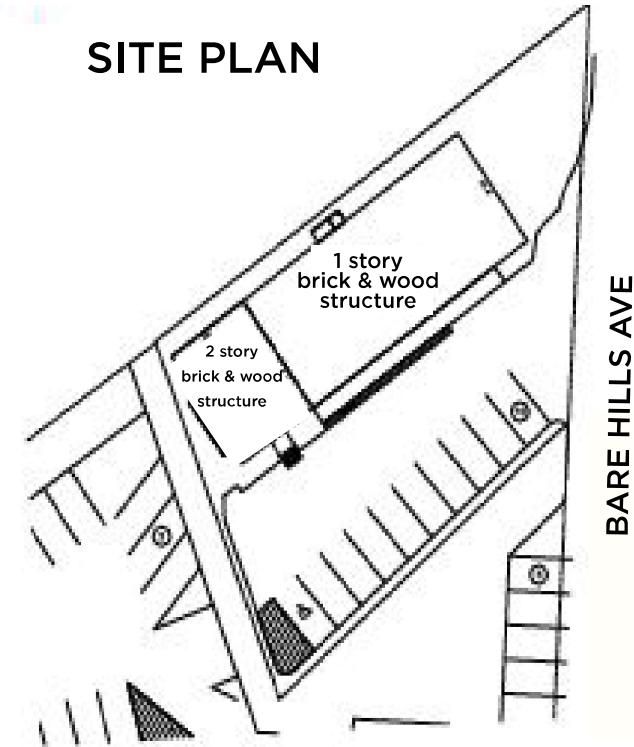 SITE PLAN
1 story
brick & wood
structure
2 story
brick & wood
structure
BARE HILLS AVE